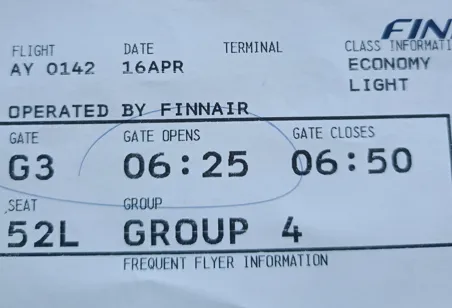 FIN
FLIGHT DATE TERMINAL CLASS INFORMATI
AY 0142 16APR ECONOMY
LIGHT
OPERATED BY FINNAIR
GATE GATE OPENS GATE CLOSES
G3 06:25 06:50
SEAT GROUP
52L GROUP 4
FREQUENT FLYER INFORMATION